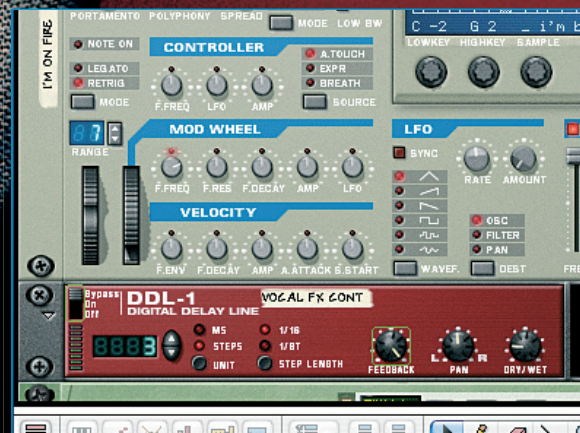 PORTAMENTO POLYPHONY SPREAD MODE LOW BW
I'M ON FIRE
NOTE ON
LEGATO
RETRIG
MODE
CONTROLLER
F.FREQ LFO AMP
A.TOUCH
EXPR
BREATH
SOURCE
C -2 G 2 _ i'm b
LOWKEY HIGHKEY SAMPLE
7
RANGE
MOD WHEEL
F.FREQ F.RES F.DECAY AMP LFO
LFO
SYNC
RATE AMOUNT
OSC
FILTER
PAN
WAVEF. DEST
FRE
VELOCITY
F.ENV F.DECAY AMP A.ATTACK S.START
Bypass
On
Off
DDL-1
DIGITAL DELAY LINE
VOCAL FX CONT
3
MS
STEPS
UNIT
1/16
1/8T
STEP LENGTH
FEEDBACK
L R
PAN
DRY/WET